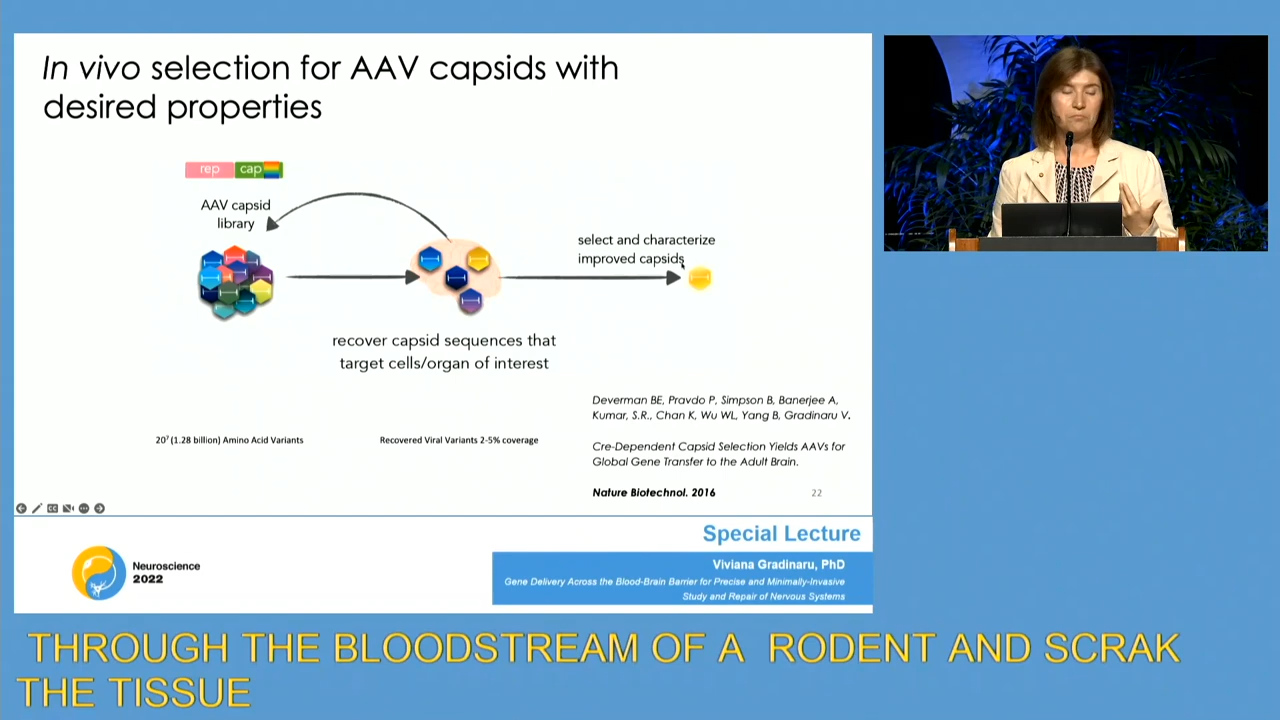 In vivo selection for AAV capsids with
desired properties
rep cap
AAV capsid
library
select and characterize
improved capsids
recover capsid sequences that
target cells/organ of interest
Deverman BE, Pravdo P, Simpson B, Banerjee A,
Kumar, S.R., Chan K, Wu WL, Yang B, Gradinaru V.
20⁷ (1.28 billion) Amino Acid Variants
Recovered Viral Variants 2-5% coverage
Cre-Dependent Capsid Selection Yields AAVs for
Global Gene Transfer to the Adult Brain.
Nature Biotechnol. 2016
22
Special Lecture
Neuroscience
2022
Viviana Gradinaru, PhD
Gene Delivery Across the Blood-Brain Barrier for Precise and Minimally-Invasive
Study and Repair of Nervous Systems
THROUGH THE BLOODSTREAM OF A RODENT AND SCRAK
THE TISSUE